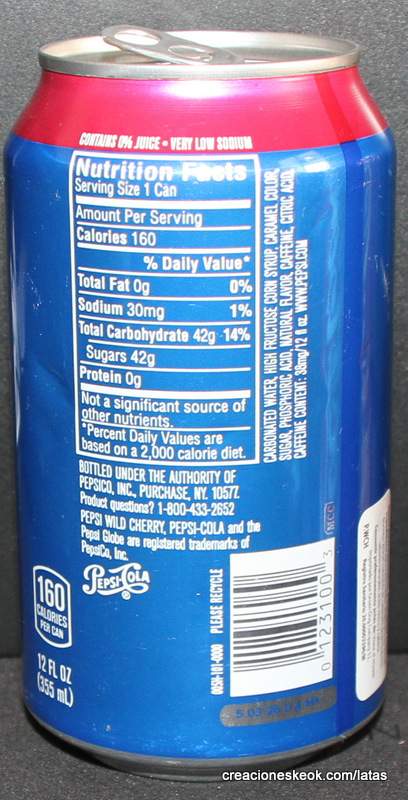 CONTAINS 0% JUICE • VERY LOW SODIUM
Nutrition Facts
Serving Size 1 Can
Amount Per Serving
Calories 160
% Daily Value*
Total Fat 0g 0%
Sodium 30mg 1%
Total Carbohydrate 42g 14%
Sugars 42g
Protein 0g
Not a significant source of
other nutrients.
*Percent Daily Values are
based on a 2,000 calorie diet.
CARBONATED WATER, HIGH FRUCTOSE CORN SYRUP, CARAMEL COLOR,
SUGAR, PHOSPHORIC ACID, NATURAL FLAVOR, CAFFEINE, CITRIC ACID
CAFFEINE CONTENT: 38mg/12 fl oz. WWW.PEPSI.COM
BOTTLED UNDER THE AUTHORITY OF
PEPSICO, INC., PURCHASE, NY. 10577.
Product questions? 1-800-433-2652
PEPSI WILD CHERRY, PEPSI-COLA and the
Pepsi Globe are registered trademarks of
PepsiCo, Inc.
PEPSI-COLA
®
160
CALORIES
PER CAN
12 FL OZ
(355 mL)
PLEASE RECYCLE
MCC
0 12310013
creacioneskeok.com/latas